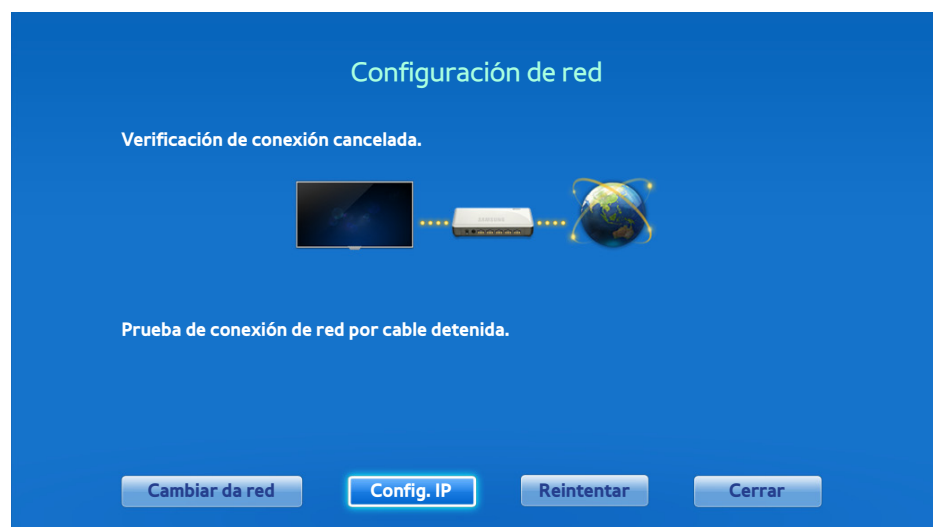 Configuración de red
Verificación de conexión cancelada.
SAMSUNG
Prueba de conexión de red por cable detenida.
Cambiar da red
Config. IP
Reintentar
Cerrar